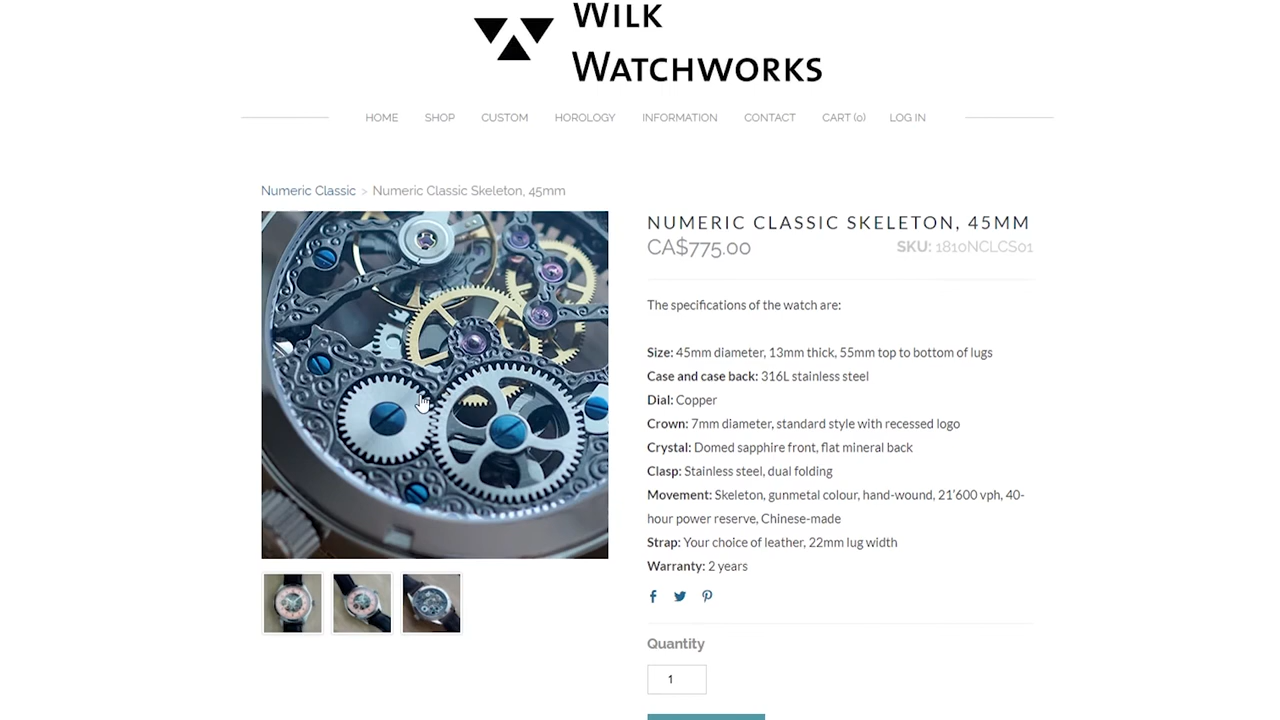 WILK
WATCHWORKS
HOME SHOP CUSTOM HOROLOGY INFORMATION CONTACT CART (0) LOG IN
Numeric Classic > Numeric Classic Skeleton, 45mm
NUMERIC CLASSIC SKELETON, 45MM
CA$775.00 SKU: 1810NCLCS01
The specifications of the watch are:
Size: 45mm diameter, 13mm thick, 55mm top to bottom of lugs
Case and case back: 316L stainless steel
Dial: Copper
Crown: 7mm diameter, standard style with recessed logo
Crystal: Domed sapphire front, flat mineral back
Clasp: Stainless steel, dual folding
Movement: Skeleton, gunmetal colour, hand-wound, 21’600 vph, 40-
hour power reserve, Chinese-made
Strap: Your choice of leather, 22mm lug width
Warranty: 2 years
Quantity
1